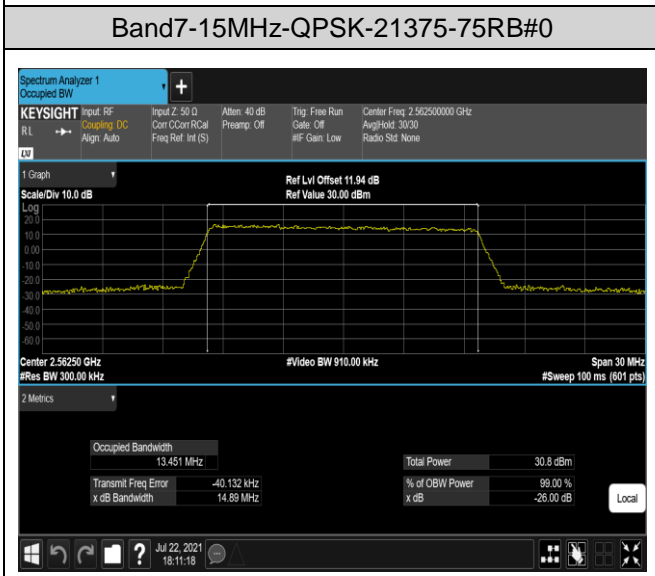 Band7-15MHz-QPSK-21375-75RB#0
Spectrum Analyzer 1
Occupied BW
+
KEYSIGHT Input: RF Input Z: 50 Ω Atten: 40 dB Trig: Free Run Center Freq: 2.562500000 GHz
RL Coupling: DC Corr CCorr RCal Preamp: Off Gate: Off Avg|Hold: 30/30
Align: Auto Freq Ref: Int (S) #IF Gain: Low Radio Std: None
LXI
1 Graph
Ref Lvl Offset 11.94 dB
Scale/Div 10.0 dB Ref Value 30.00 dBm
Log
20.0
10.0
0.00
-10.0
-20.0
-30.0
-40.0
-50.0
-60.0
Center 2.56250 GHz #Video BW 910.00 kHz Span 30 MHz
#Res BW 300.00 kHz #Sweep 100 ms (601 pts)
2 Metrics
Occupied Bandwidth
13.451 MHz Total Power 30.8 dBm
Transmit Freq Error -40.132 kHz % of OBW Power 99.00 %
x dB Bandwidth 14.89 MHz x dB -26.00 dB
Local
? Jul 22, 2021
18:11:18